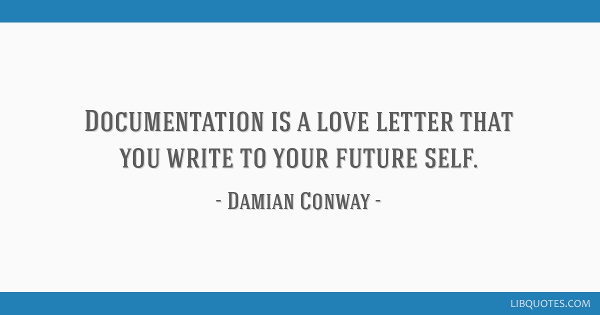 Documentation is a love letter that
you write to your future self.
- Damian Conway -
LIBQUOTES.COM